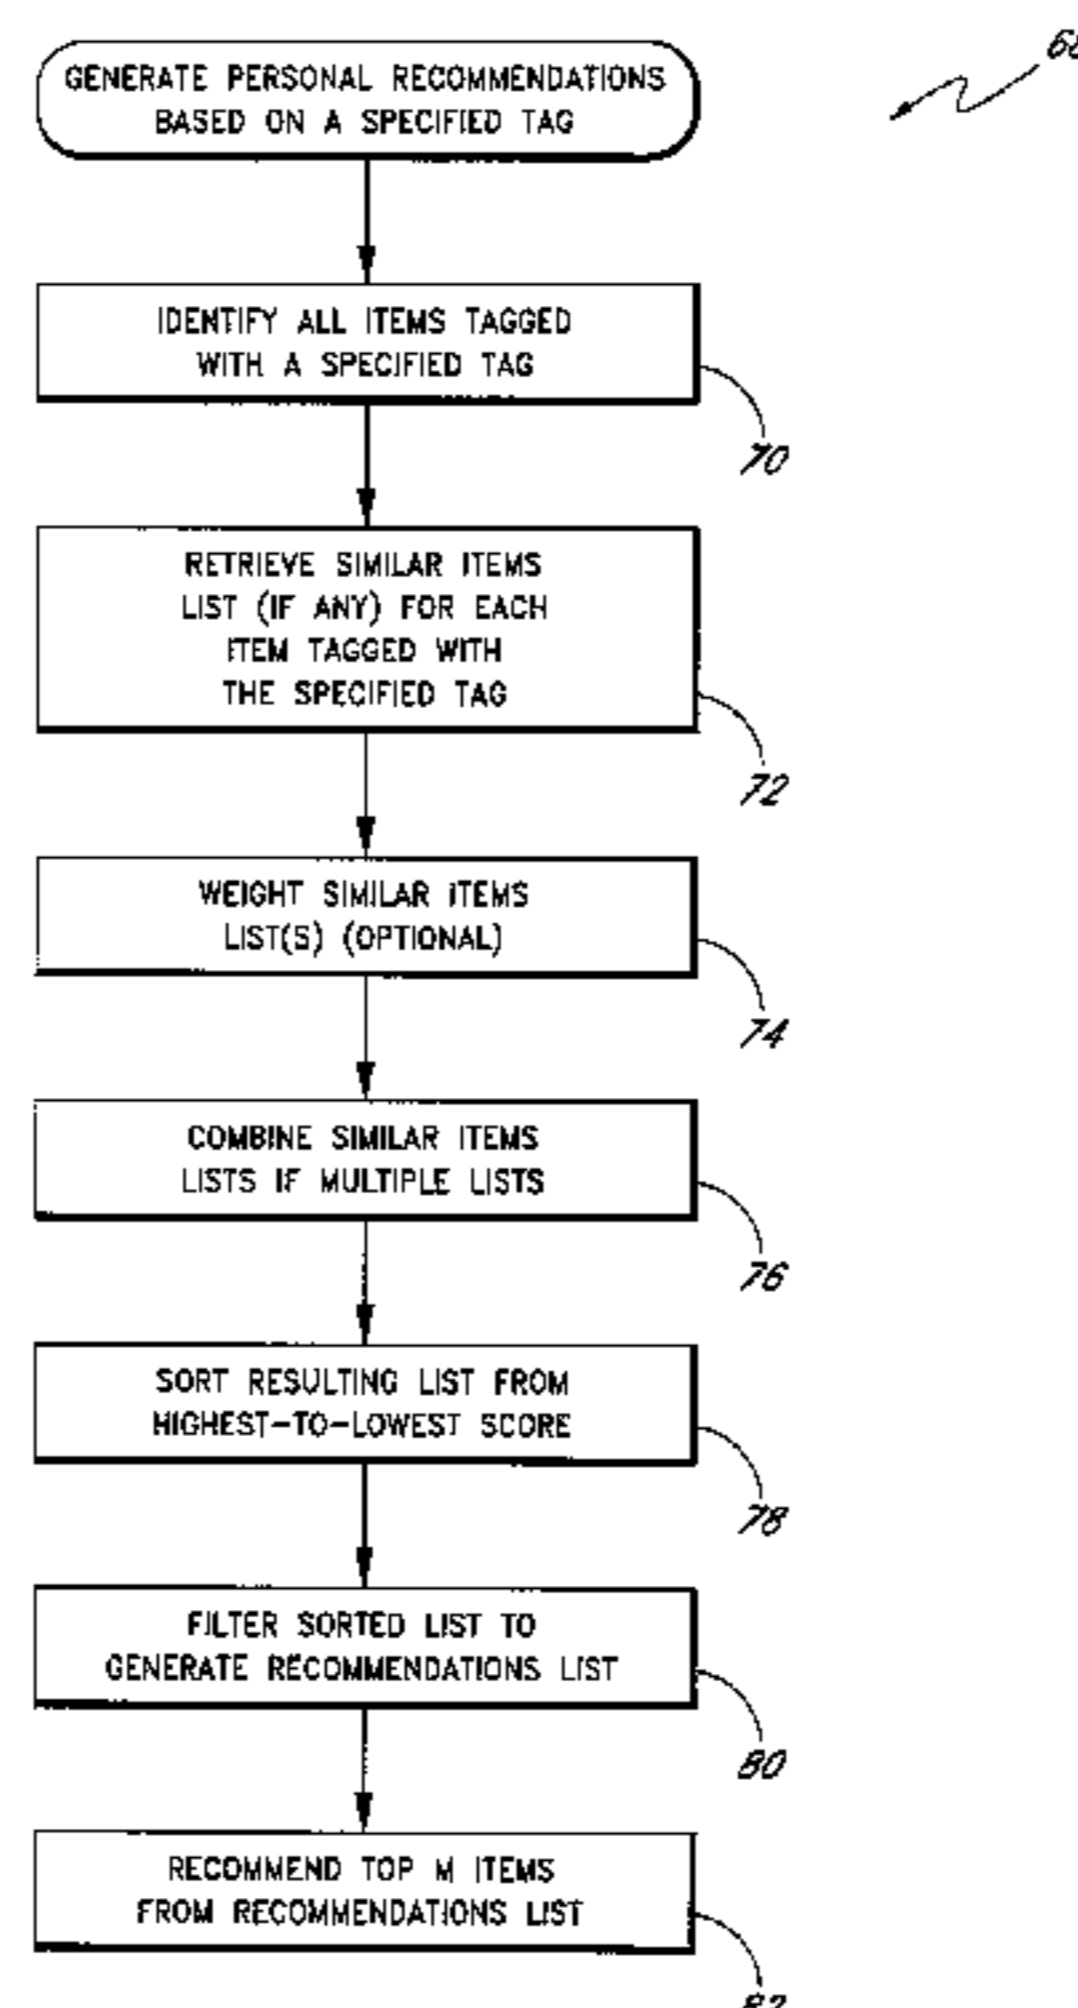 GENERATE PERSONAL RECOMMENDATIONS
BASED ON A SPECIFIED TAG
IDENTIFY ALL ITEMS TAGGED
WITH A SPECIFIED TAG
70
RETRIEVE SIMILAR ITEMS
LIST (IF ANY) FOR EACH
ITEM TAGGED WITH
THE SPECIFIED TAG
72
WEIGHT SIMILAR ITEMS
LIST(S) (OPTIONAL)
74
COMBINE SIMILAR ITEMS
LISTS IF MULTIPLE LISTS
76
SORT RESULTING LIST FROM
HIGHEST-TO-LOWEST SCORE
78
FILTER SORTED LIST TO
GENERATE RECOMMENDATIONS LIST
80
RECOMMEND TOP M ITEMS
FROM RECOMMENDATIONS LIST